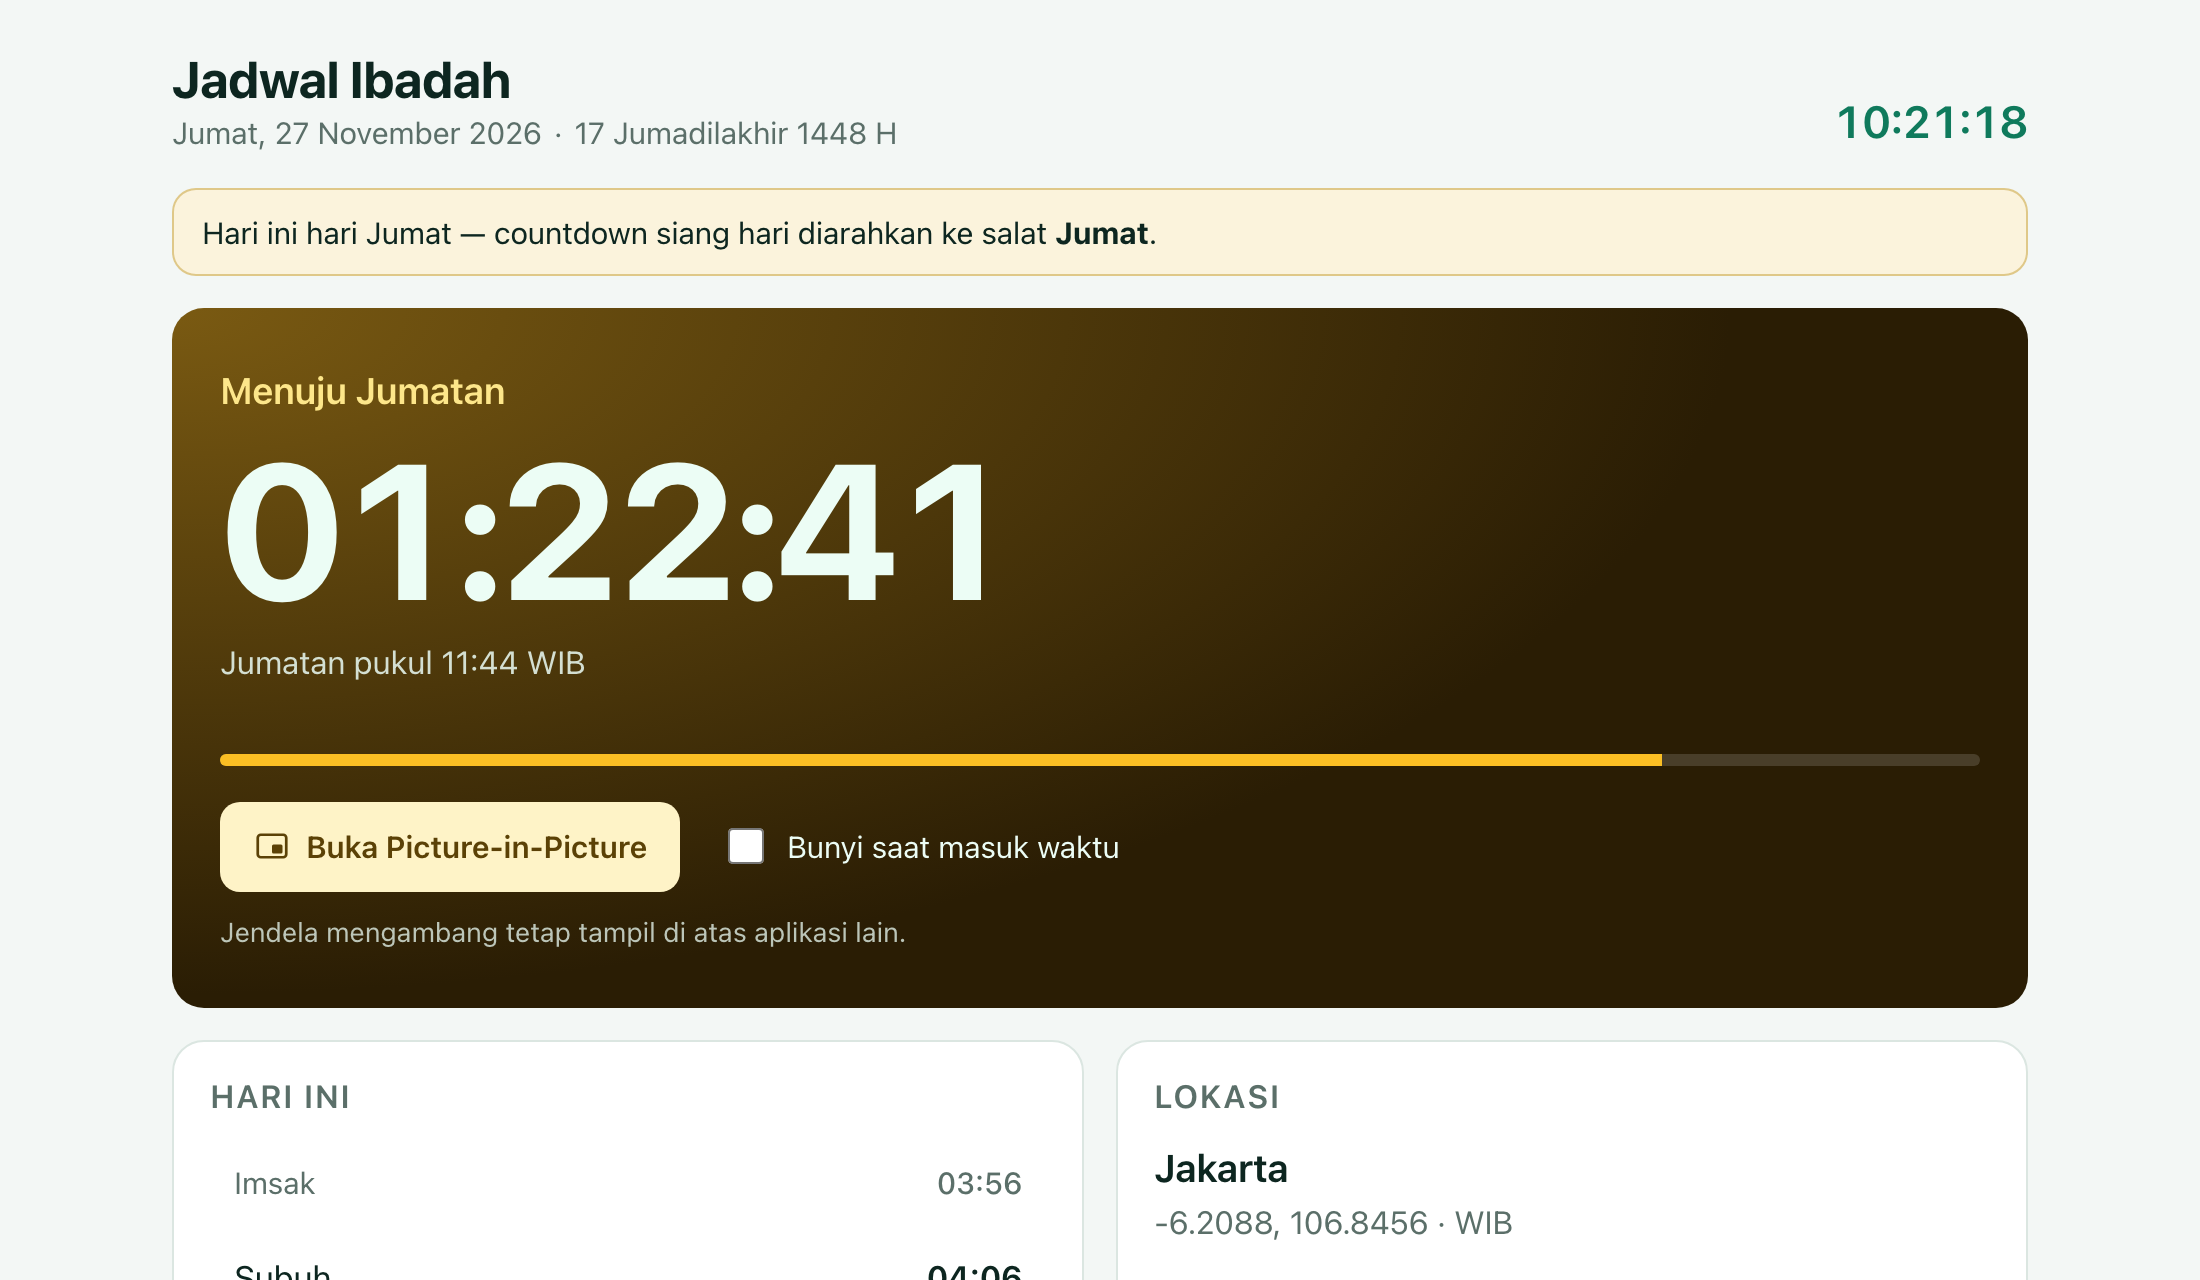 Jadwal Ibadah
Jumat, 27 November 2026 · 17 Jumadilakhir 1448 H
10:21:18
Hari ini hari Jumat — countdown siang hari diarahkan ke salat Jumat.
Menuju Jumatan
01:22:41
Jumatan pukul 11:44 WIB
Buka Picture-in-Picture
Bunyi saat masuk waktu
Jendela mengambang tetap tampil di atas aplikasi lain.
HARI INI
Imsak 03:56
Subuh 04:06
LOKASI
Jakarta
-6.2088, 106.8456 · WIB